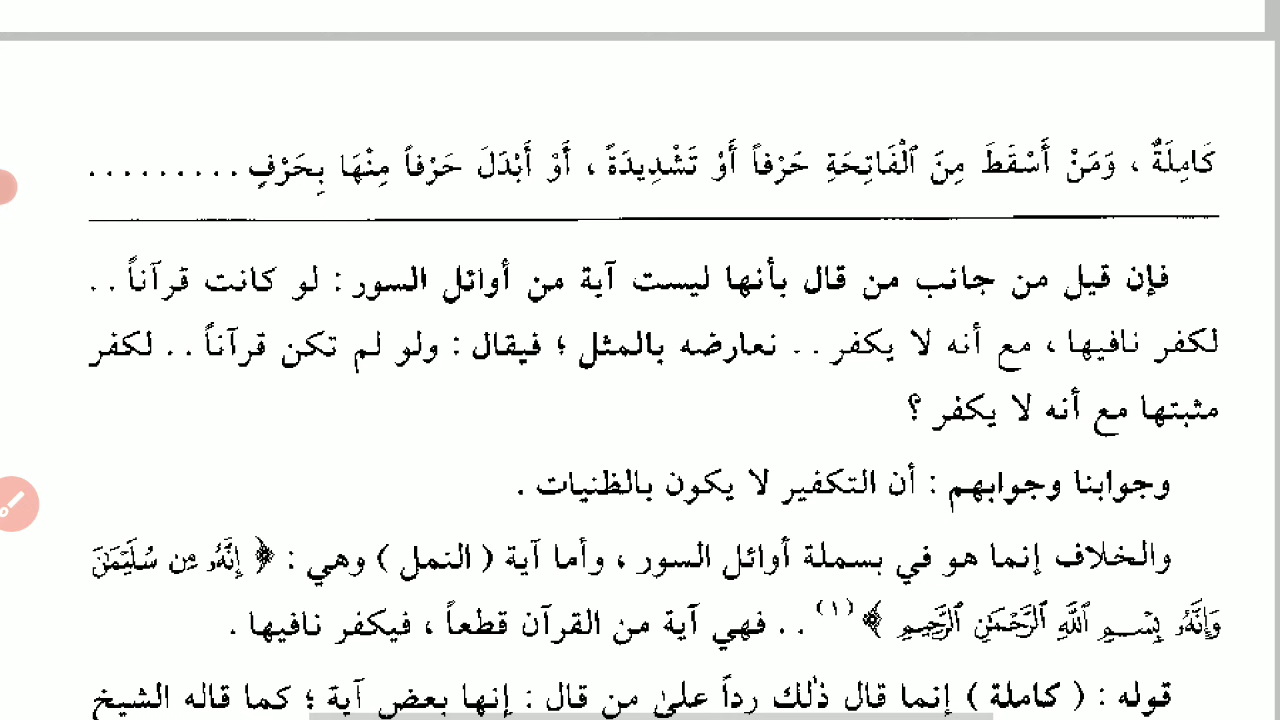 كَامِلَةٌ ، وَمَنْ أَسْقَطَ مِنَ ٱلْفَاتِحَةِ حَرْفاً أَوْ تَشْدِيدَةً ، أَوْ أَبْدَلَ حَرْفاً مِنْهَا بِحَرْفٍ .........
فإن قيل من جانب من قال بأنها ليست آية من أوائل السور : لو كانت قرآناً ..
لكفر نافيها ، مع أنه لا يكفر .. نعارضه بالمثل ؛ فيقال : ولو لم تكن قرآناً .. لكفر
مثبتها مع أنه لا يكفر ؟
وجوابنا وجوابهم : أن التكفير لا يكون بالظنيات .
والخلاف إنما هو في بسملة أوائل السور ، وأما آية ( النمل ) وهي : ﴿ إِنَّهُۥ مِن سُلَيْمَٰنَ
وَإِنَّهُۥ بِسْمِ ٱللَّهِ ٱلرَّحْمَٰنِ ٱلرَّحِيمِ ﴾(١) .. فهي آية من القرآن قطعاً ، فيكفر نافيها .
قوله : ( كاملة ) إنما قال ذٰلك رداً علىٰ من قال : إنها بعض آية ؛ كما قاله الشيخ